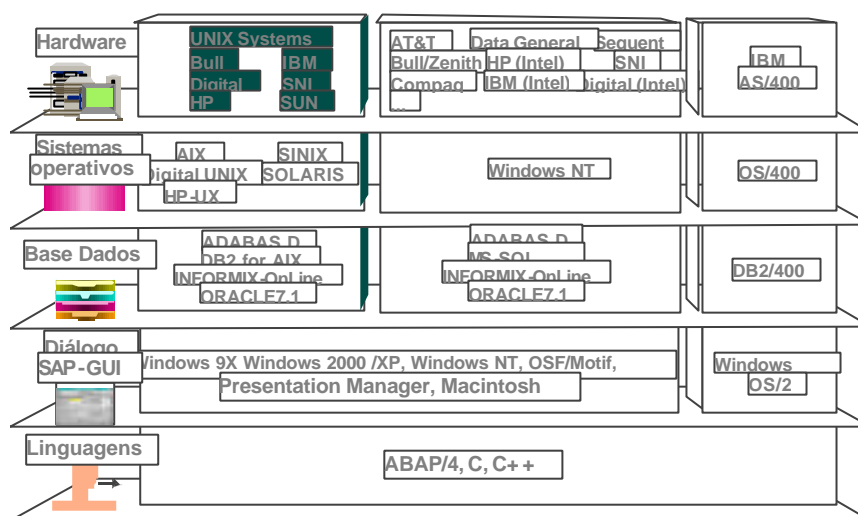 Hardware
UNIX Systems
Bull IBM
Digital SNI
HP SUN
AT&T Data General Sequent
Bull/Zenith HP (Intel) SNI
Compaq IBM (Intel) Digital (Intel)
...
IBM
AS/400
Sistemas
operativos
AIX SINIX
Digital UNIX SOLARIS
HP-UX
Windows NT
OS/400
Base Dados
ADABAS D
DB2 for AIX
INFORMIX-OnLine
ORACLE7.1
ADABAS D
MS-SQL
INFORMIX-OnLine
ORACLE7.1
DB2/400
Diálogo
SAP-GUI
Windows 9X Windows 2000 /XP, Windows NT, OSF/Motif,
Presentation Manager, Macintosh
Windows
OS/2
Linguagens
ABAP/4, C, C++